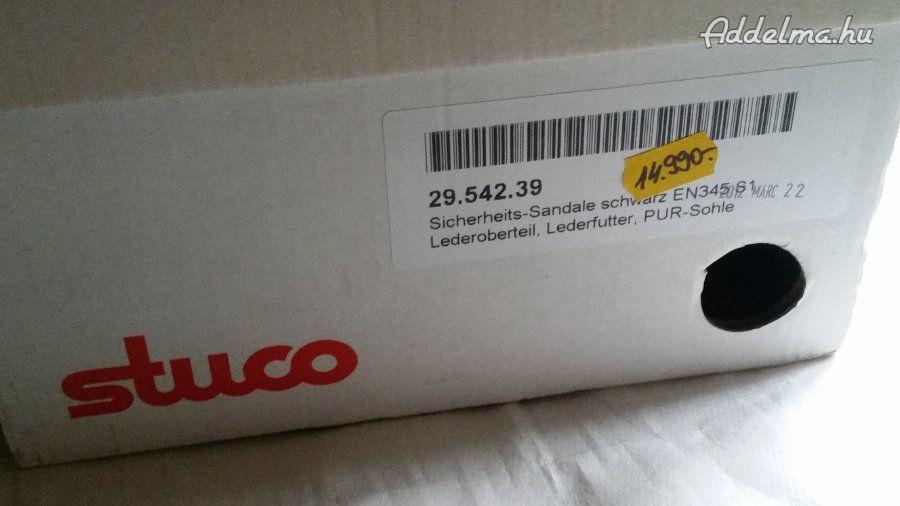 Addelma.hu
14.990.-
29.542.39
Sicherheits-Sandale schwarz EN345 S1
2012 MARC 22
Lederoberteil, Lederfutter, PUR-Sohle
stuco